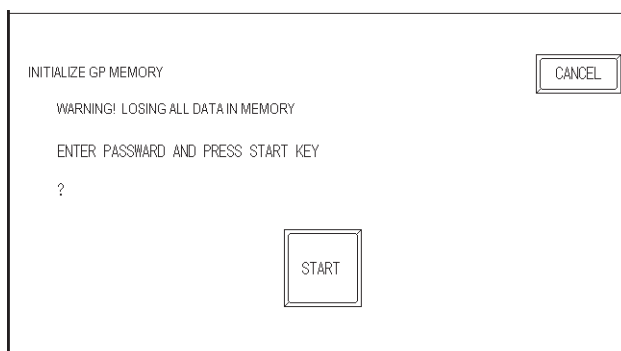 INITIALIZE GP MEMORY
CANCEL
WARNING! LOSING ALL DATA IN MEMORY
ENTER PASSWARD AND PRESS START KEY
?
START